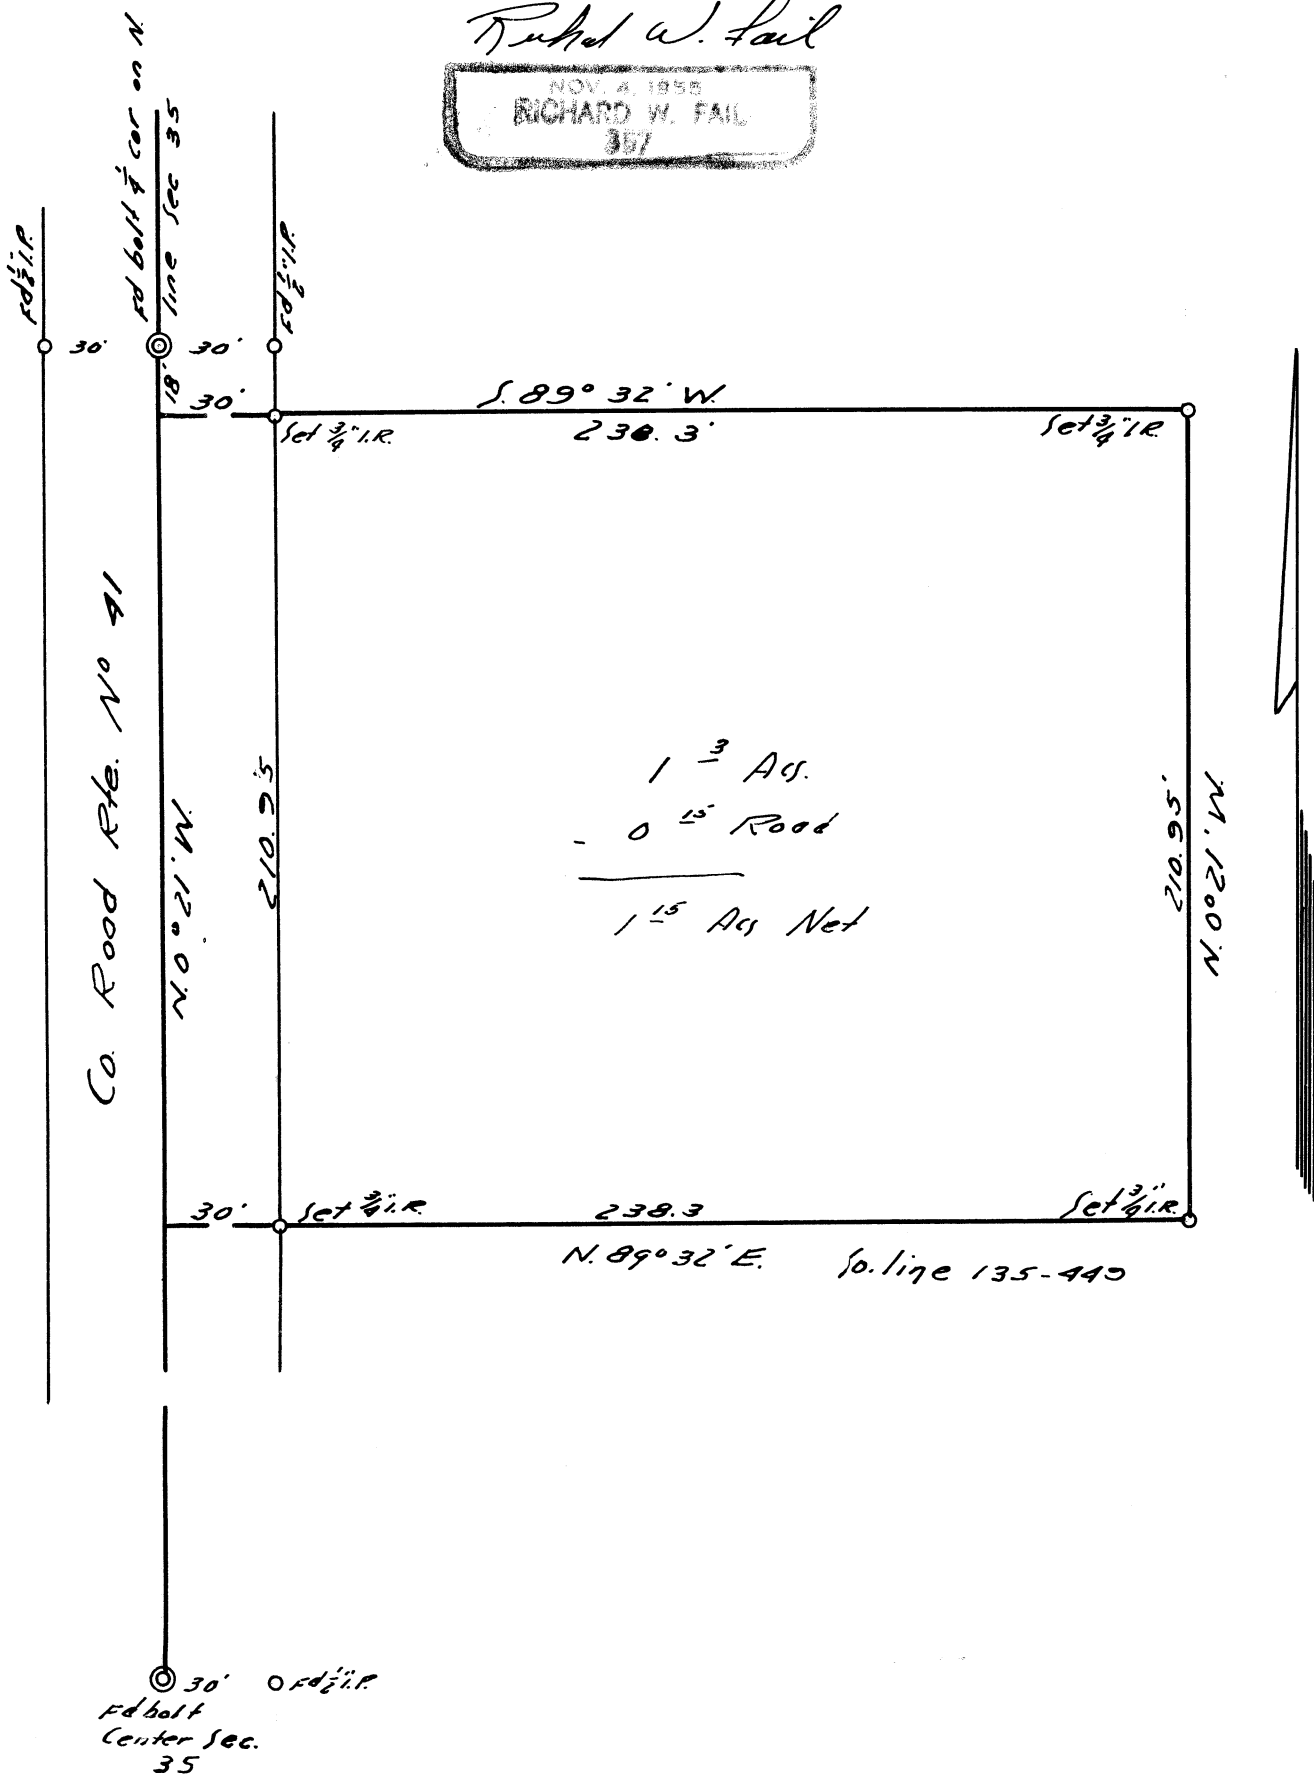 Richard W. Fail
NOV. 4, 1955
RICHARD W. FAIL
357
Fd ½" I.P.
Fd bolt ¼ cor on N.
line Sec 35
Fd ½" I.P.
30'
30'
18'
30'
S. 89° 32' W.
238.3'
Set ¾" I.R.
Set ¾" I.R.
Co. Road Rte. Nº 41
N. 0° 21' W.
210.95
1 3 Acs.
- 0 15 Road
1 15 Acs Net
210.95'
N. 0° 21' W.
30'
Set ¾" I.R.
238.3
Set ¾" I.R.
N. 89° 32' E.
So. line 135-449
30'
Fd ½" I.P.
Fd bolt
Center Sec.
35